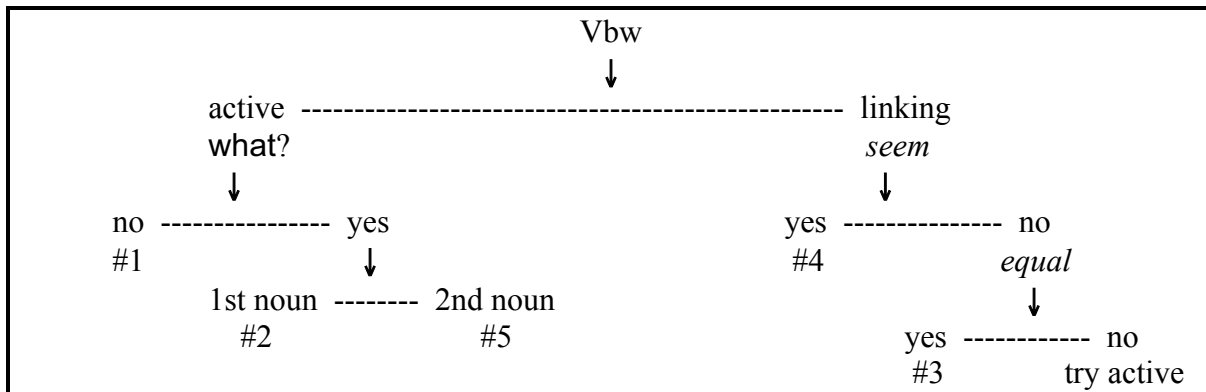 Vbw
↓
active --------------------------------------------------- linking
what? seem
↓ ↓
no ---------------- yes yes --------------- no
#1 ↓ #4 equal
1st noun -------- 2nd noun ↓
#2 #5 yes ------------ no
#3 try active